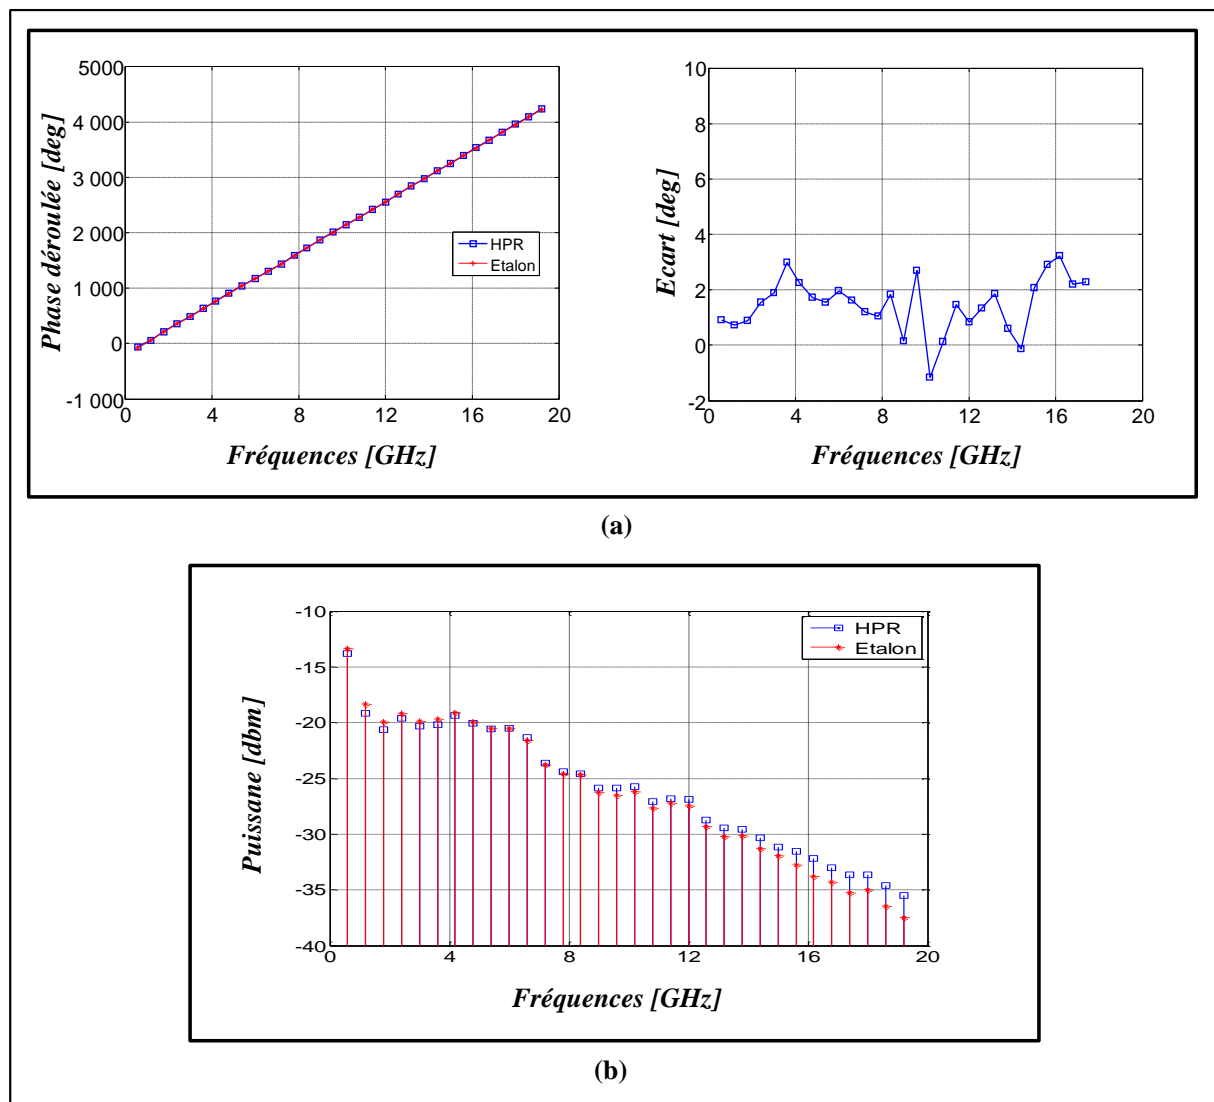 5000
4 000
3 000
2 000
1 000
0
-1 000
0 4 8 12 16 20
Phase déroulée [deg]
Fréquences [GHz]
HPR
Etalon
10
8
6
4
2
0
-2
0 4 8 12 16 20
Ecart [deg]
Fréquences [GHz]
(a)
-10
-15
-20
-25
-30
-35
-40
0 4 8 12 16 20
Puissane [dbm]
Fréquences [GHz]
HPR
Etalon
(b)